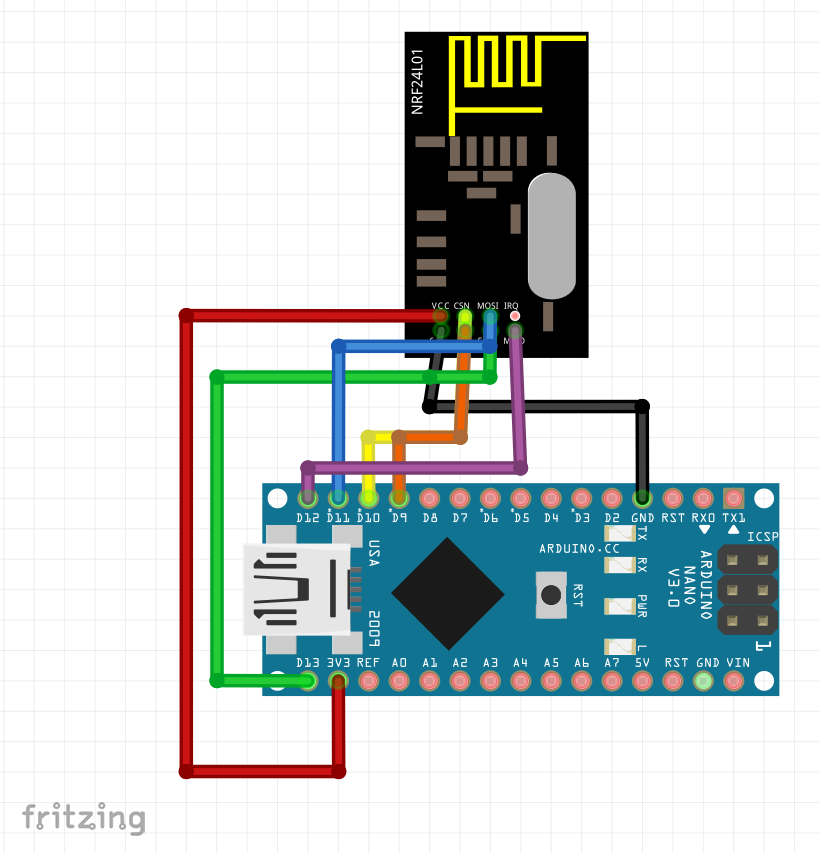 NRF24L01
VCC CSN MOSI IRQ
D12 *D11 *D10 *D9 D8 D7 *D6 *D5 D4 *D3 D2 GND RST RX0 TX1
USA
2009
ARDUINO.CC
RST
TX
RX
PWR
L
ARDUINO
NANO
V3.0
ICSP
1
D13 3V3 REF A0 A1 A2 A3 A4 A5 A6 A7 5V RST GND VIN
fritzing